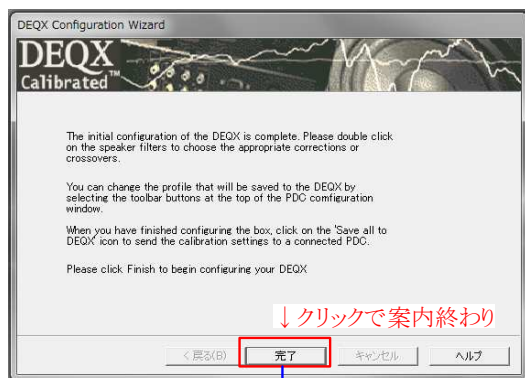 DEQX Configuration Wizard
DEQX
Calibrated™
The initial configuration of the DEQX is complete. Please double click
on the speaker filters to choose the appropriate corrections or
crossovers.
You can change the profile that will be saved to the DEQX by
selecting the toolbar buttons at the top of the PDC comfiguration
window.
When you have finished configuring the box, click on the 'Save all to
DEQX' icon to send the calibration settings to a connected PDC.
Please click Finish to begin configuring your DEQX
↓クリックで案内終わり
< 戻る(B) 完了 キャンセル ヘルプ